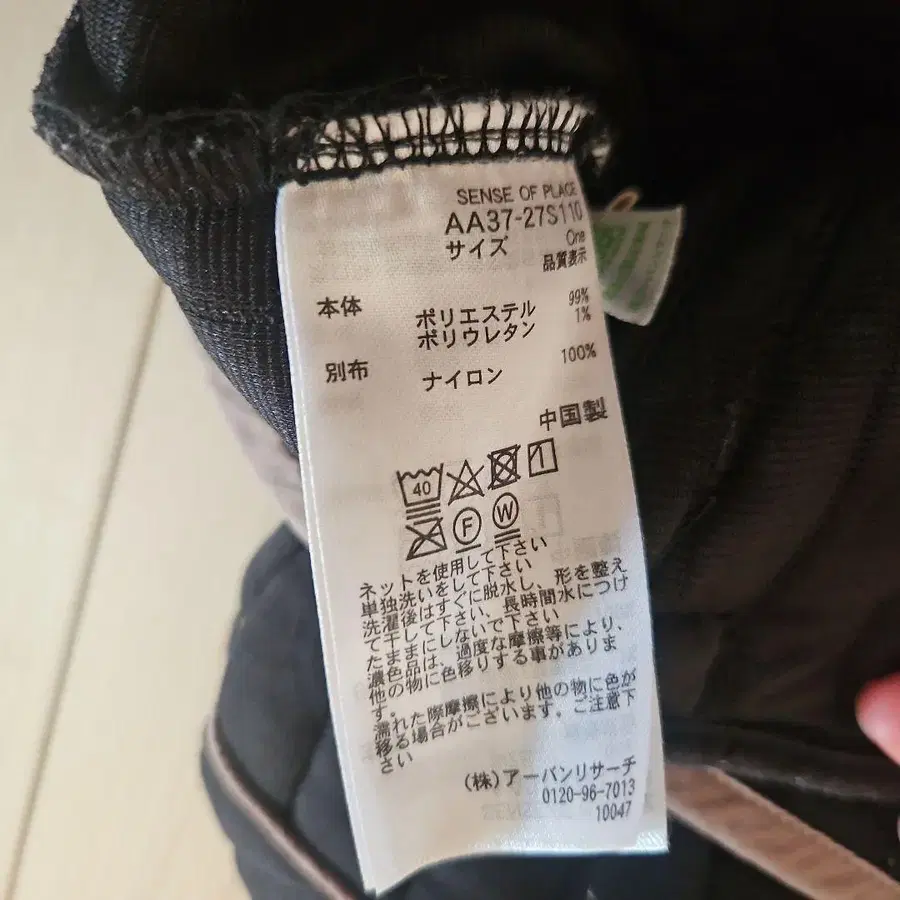 SENSE OF PLACE
AA37-27S110
サイズ One
品質表示
本体 ポリエステル 99%
ポリウレタン 1%
別布 ナイロン 100%
中国製
40
F W
ネットを使用して下さい
単独洗いをして下さい
洗濯後はすぐに脱水し、形を整え
て干して下さい、長時間水につけ
たままにしないで下さい
濃色品は、過度な摩擦等により、
他の物に色移りする事がありま
す。
濡れた際摩擦により他の物に色が
移る場合がございます。ご注意下
さい
(株)アーバンリサーチ
0120-96-7013
10047